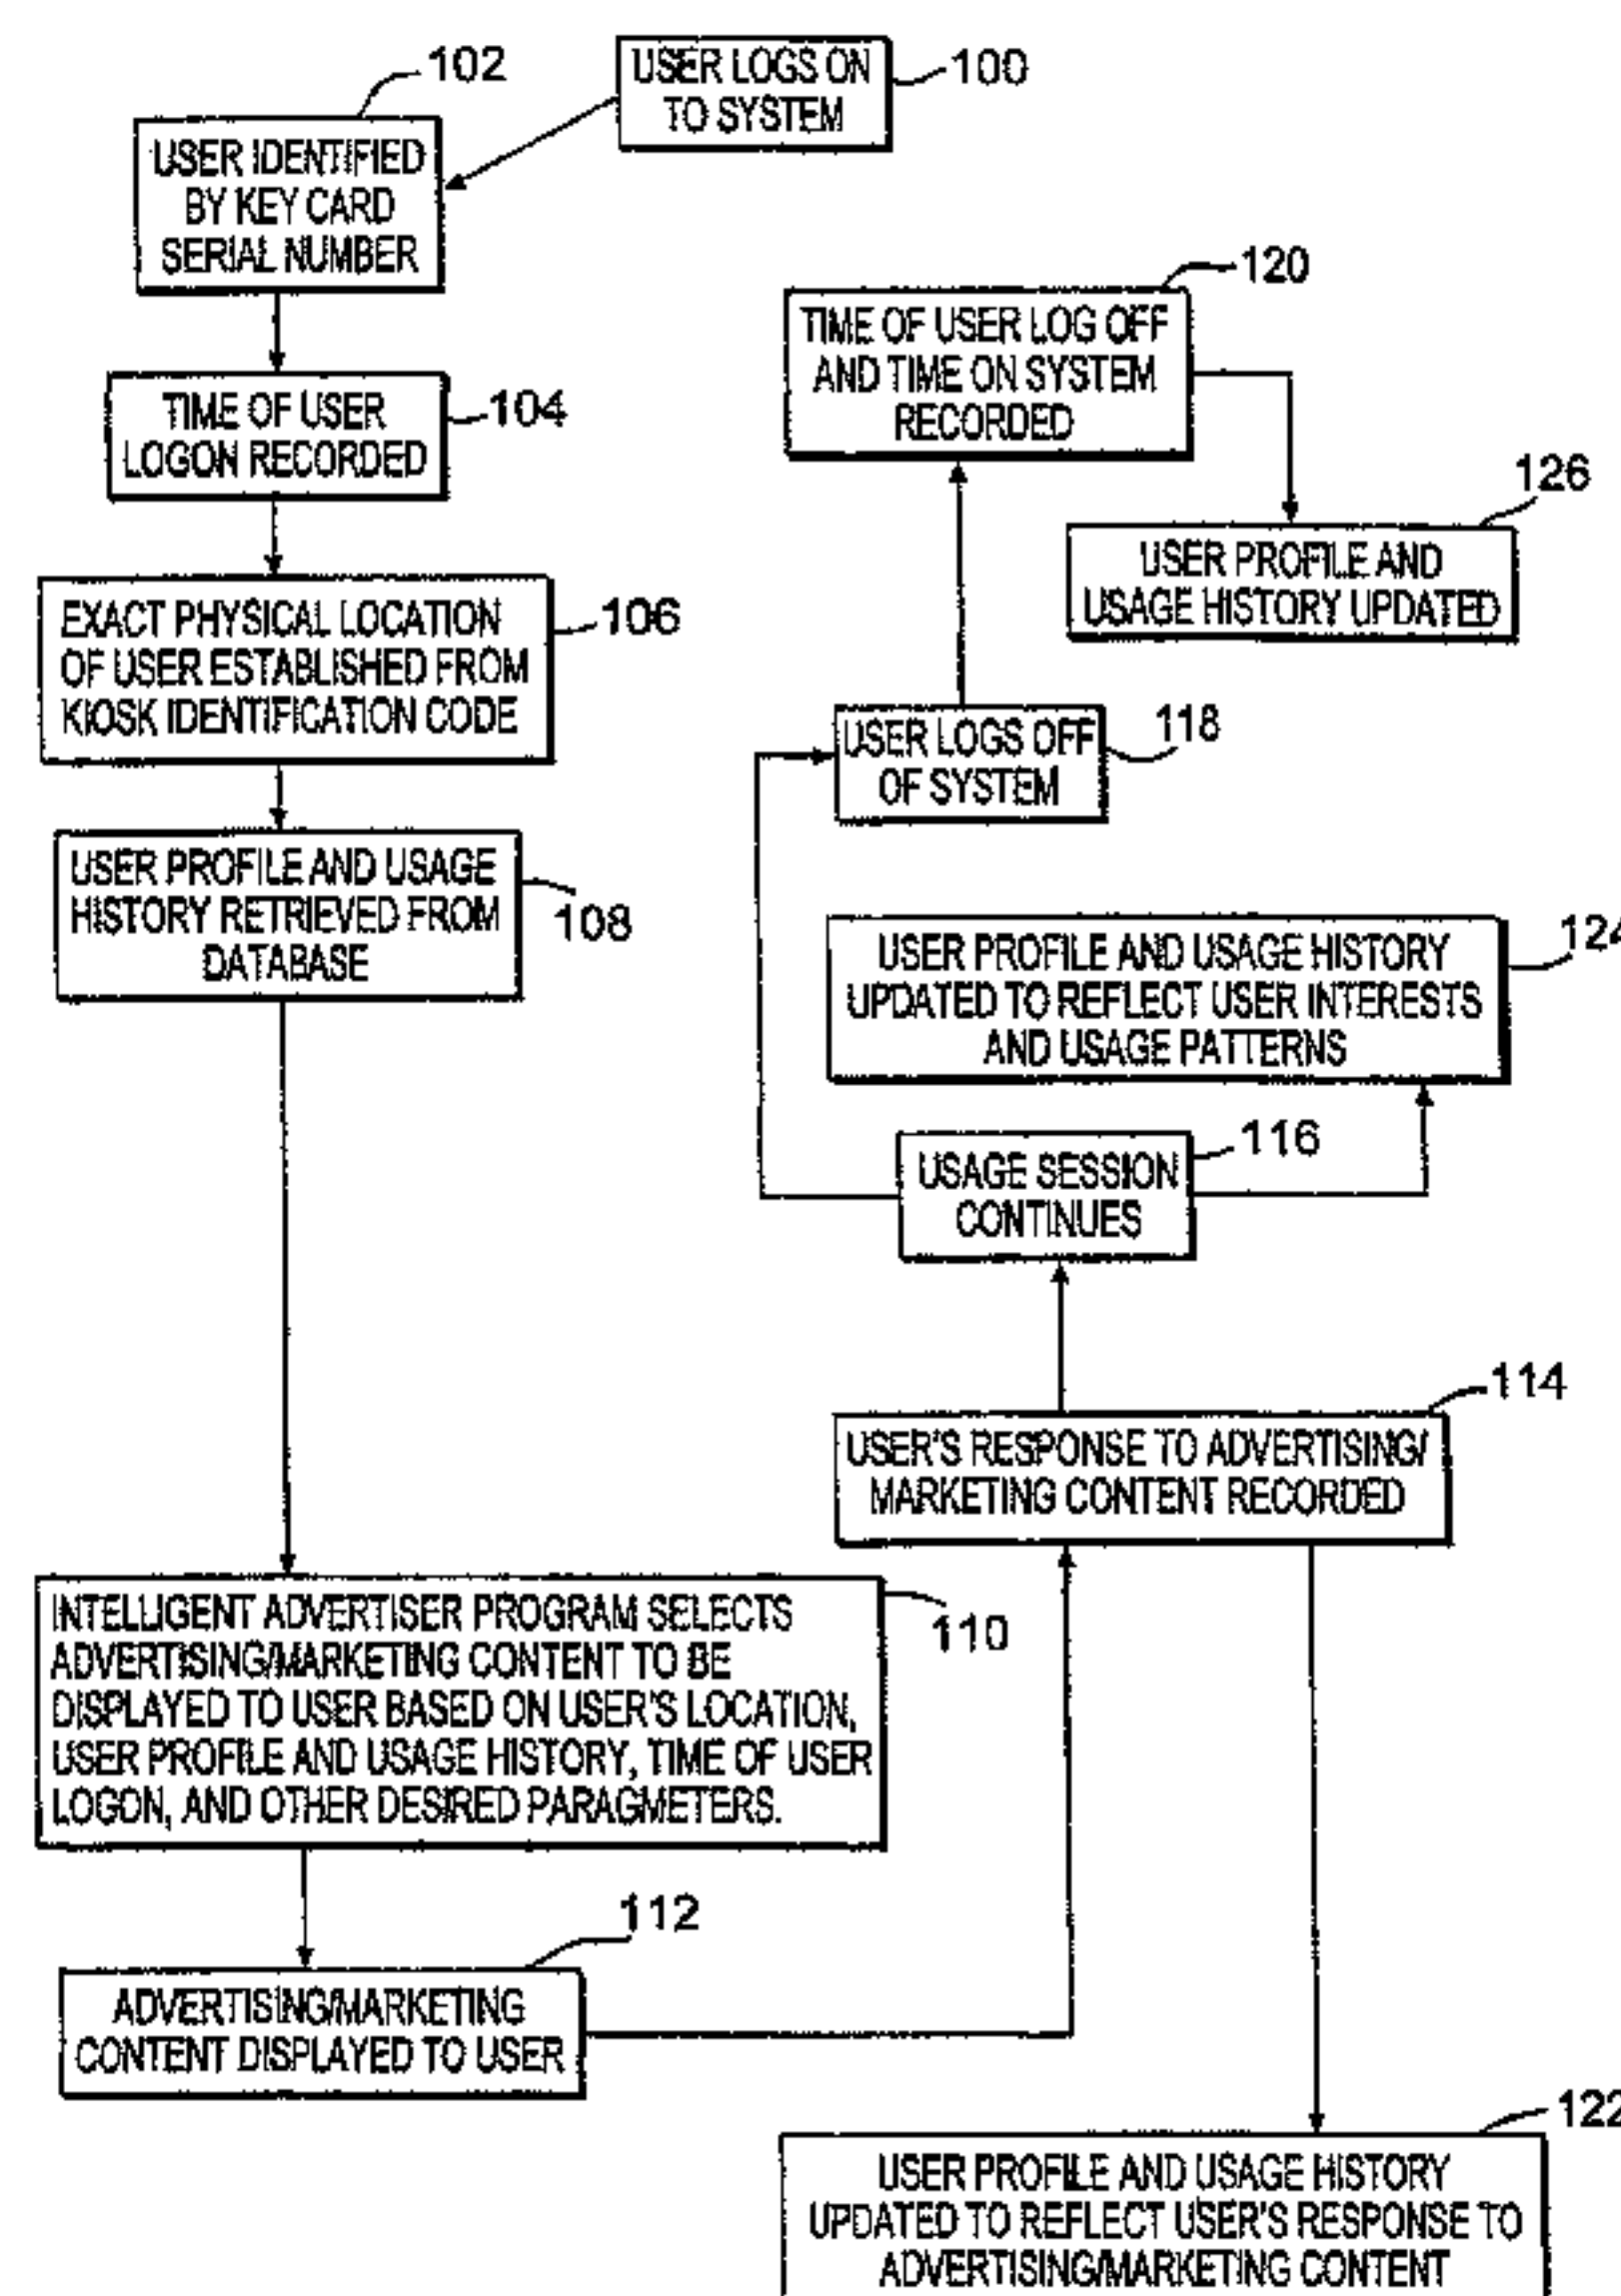 102
USER LOGS ON
TO SYSTEM
100
USER IDENTIFIED
BY KEY CARD
SERIAL NUMBER
TIME OF USER
LOGON RECORDED
104
EXACT PHYSICAL LOCATION
OF USER ESTABLISHED FROM
KIOSK IDENTIFICATION CODE
106
USER PROFILE AND USAGE
HISTORY RETRIEVED FROM
DATABASE
108
INTELLIGENT ADVERTISER PROGRAM SELECTS
ADVERTISING/MARKETING CONTENT TO BE
DISPLAYED TO USER BASED ON USER'S LOCATION,
USER PROFILE AND USAGE HISTORY, TIME OF USER
LOGON, AND OTHER DESIRED PARAGMETERS.
110
112
ADVERTISING/MARKETING
CONTENT DISPLAYED TO USER
120
TIME OF USER LOG OFF
AND TIME ON SYSTEM
RECORDED
126
USER PROFILE AND
USAGE HISTORY UPDATED
USER LOGS OFF
OF SYSTEM
118
124
USER PROFILE AND USAGE HISTORY
UPDATED TO REFLECT USER INTERESTS
AND USAGE PATTERNS
116
USAGE SESSION
CONTINUES
114
USER'S RESPONSE TO ADVERTISING/
MARKETING CONTENT RECORDED
122
USER PROFILE AND USAGE HISTORY
UPDATED TO REFLECT USER'S RESPONSE TO
ADVERTISING/MARKETING CONTENT